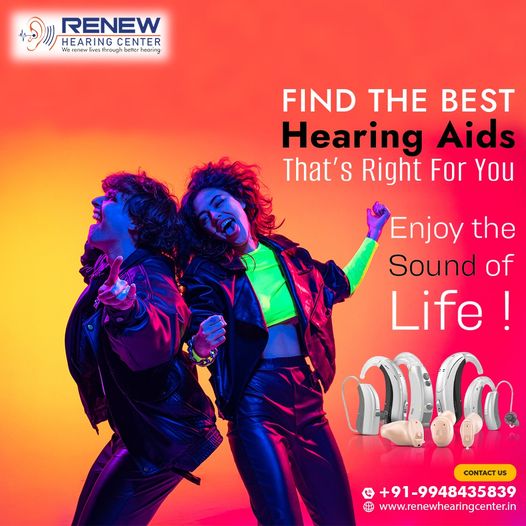 RENEW
HEARING CENTER
We renew lives through better hearing
FIND THE BEST
Hearing Aids
That's Right For You
Enjoy the
Sound of
Life !
CONTACT US
+91-9948435839
www.renewhearingcenter.in